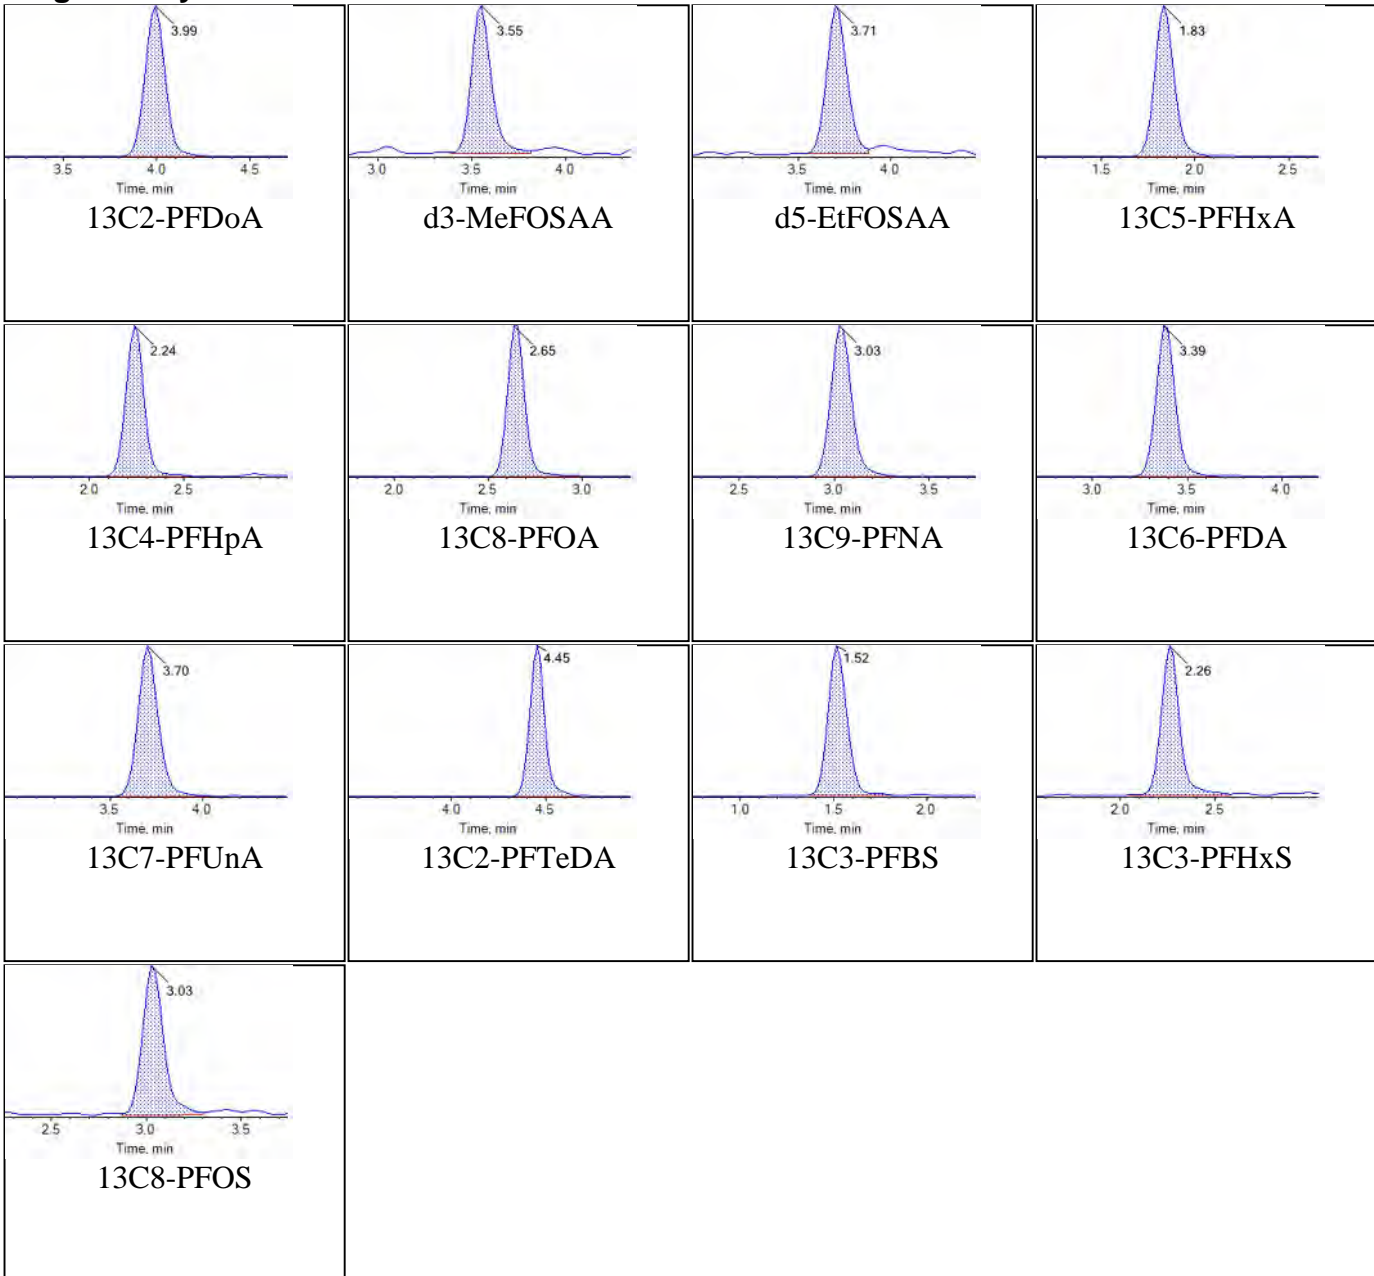 3.99
3.5 4.0 4.5
Time, min
13C2-PFDoA
3.55
3.0 3.5 4.0
Time, min
d3-MeFOSAA
3.71
3.5 4.0
Time, min
d5-EtFOSAA
1.83
1.5 2.0 2.5
Time, min
13C5-PFHxA
2.24
2.0 2.5
Time, min
13C4-PFHpA
2.65
2.0 2.5 3.0
Time, min
13C8-PFOA
3.03
2.5 3.0 3.5
Time, min
13C9-PFNA
3.39
3.0 3.5 4.0
Time, min
13C6-PFDA
3.70
3.5 4.0
Time, min
13C7-PFUnA
4.45
4.0 4.5
Time, min
13C2-PFTeDA
1.52
1.0 1.5 2.0
Time, min
13C3-PFBS
2.26
2.0 2.5
Time, min
13C3-PFHxS
3.03
2.5 3.0 3.5
Time, min
13C8-PFOS